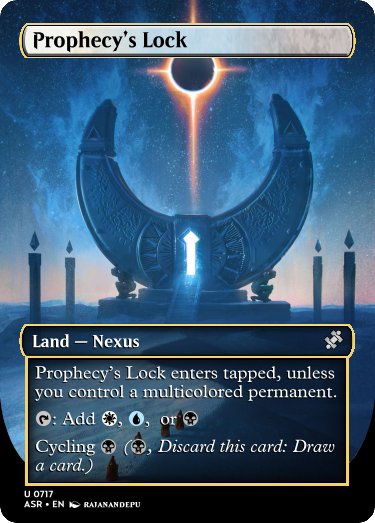 Prophecy's Lock
Land — Nexus
Prophecy's Lock enters tapped, unless
you control a multicolored permanent.
: Add , , or
Cycling (, Discard this card: Draw
a card.)
U 0717
ASR • EN RAJANANDEPU